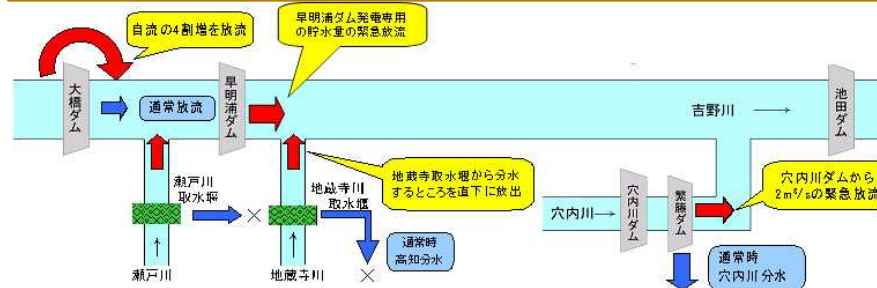 自流の4割増を放流
早明浦ダム発電専用
の貯水量の緊急放流
大橋ダム
通常放流
早明浦ダム
吉野川
→
池田ダム
瀬戸川
取水堰
×
地蔵寺川
取水堰
地蔵寺取水堰から分水
するところを直下に放出
通常時
高知分水
×
↑
瀬戸川
↑
地蔵寺川
穴内川→
穴内川ダム
繁藤ダム
穴内川ダムから
2m³/sの緊急放流
通常時
穴内川分水